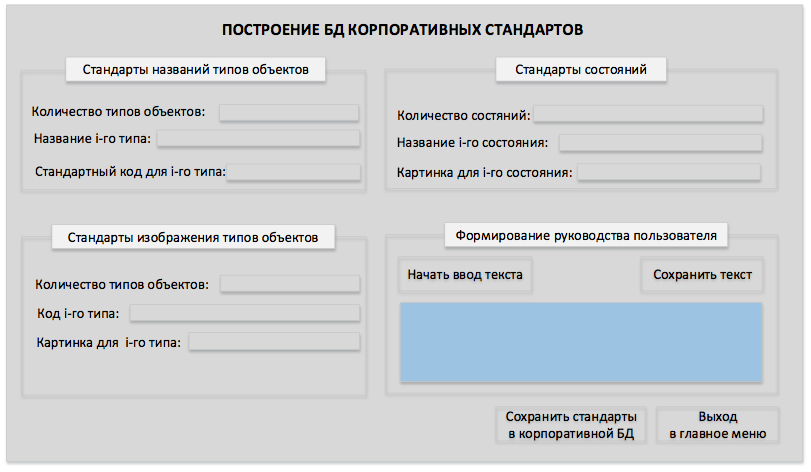 ПОСТРОЕНИЕ БД КОРПОРАТИВНЫХ СТАНДАРТОВ
Стандарты названий типов объектов
Количество типов объектов:
Название i-го типа:
Стандартный код для i-го типа:
Стандарты состояний
Количество состяний:
Название i-го состояния:
Картинка для i-го состояния:
Стандарты изображения типов объектов
Количество типов объектов:
Код i-го типа:
Картинка для i-го типа:
Формирование руководства пользователя
Начать ввод текста
Сохранить текст
Сохранить стандарты
в корпоративной БД
Выход
в главное меню